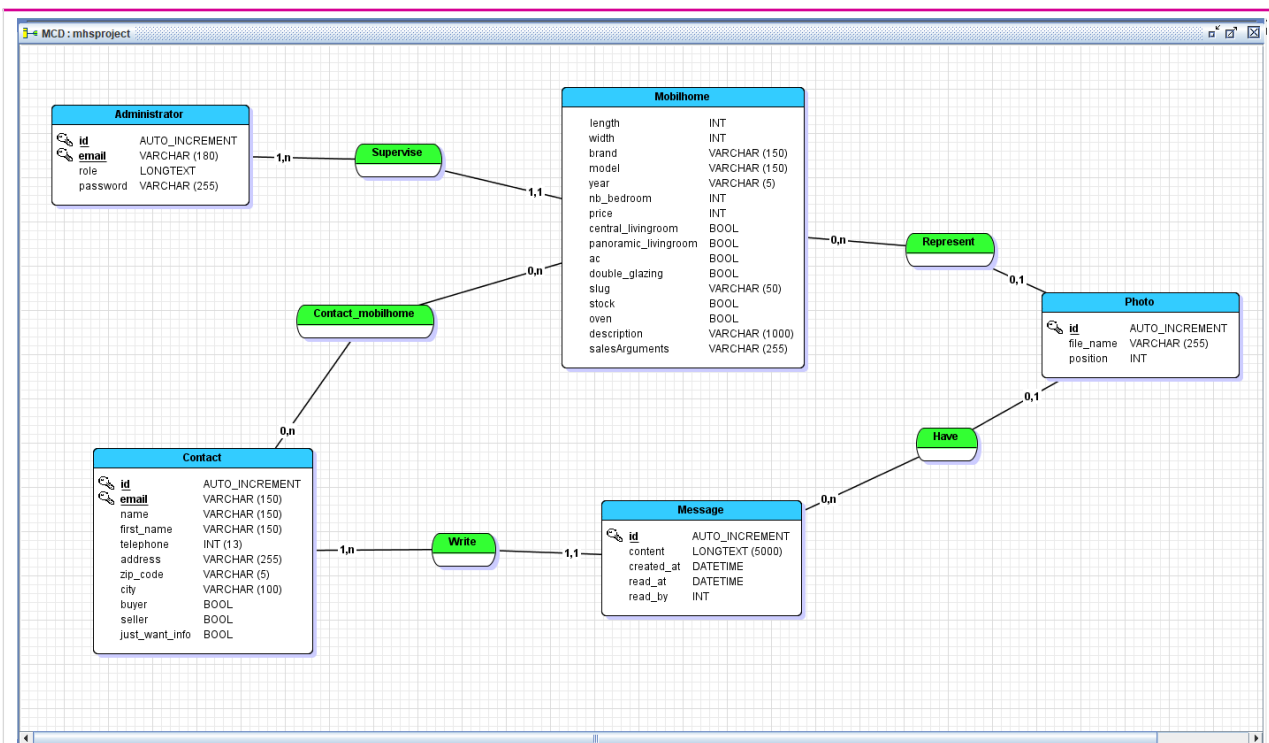 MCD : mhsproject
Administrator
id AUTO_INCREMENT
email VARCHAR (180)
role LONGTEXT
password VARCHAR (255)
1,n
Supervise
1,1
Mobilhome
length INT
width INT
brand VARCHAR (150)
model VARCHAR (150)
year VARCHAR (5)
nb_bedroom INT
price INT
central_livingroom BOOL
panoramic_livingroom BOOL
ac BOOL
double_glazing BOOL
slug VARCHAR (50)
stock BOOL
oven BOOL
description VARCHAR (1000)
salesArguments VARCHAR (255)
0,n
Represent
0,1
Photo
id AUTO_INCREMENT
file_name VARCHAR (255)
position INT
0,n
Contact_mobilhome
0,n
Contact
id AUTO_INCREMENT
email VARCHAR (150)
name VARCHAR (150)
first_name VARCHAR (150)
telephone INT (13)
address VARCHAR (255)
zip_code VARCHAR (5)
city VARCHAR (100)
buyer BOOL
seller BOOL
just_want_info BOOL
1,n
Write
1,1
Message
id AUTO_INCREMENT
content LONGTEXT (5000)
created_at DATETIME
read_at DATETIME
read_by INT
0,n
Have
0,1